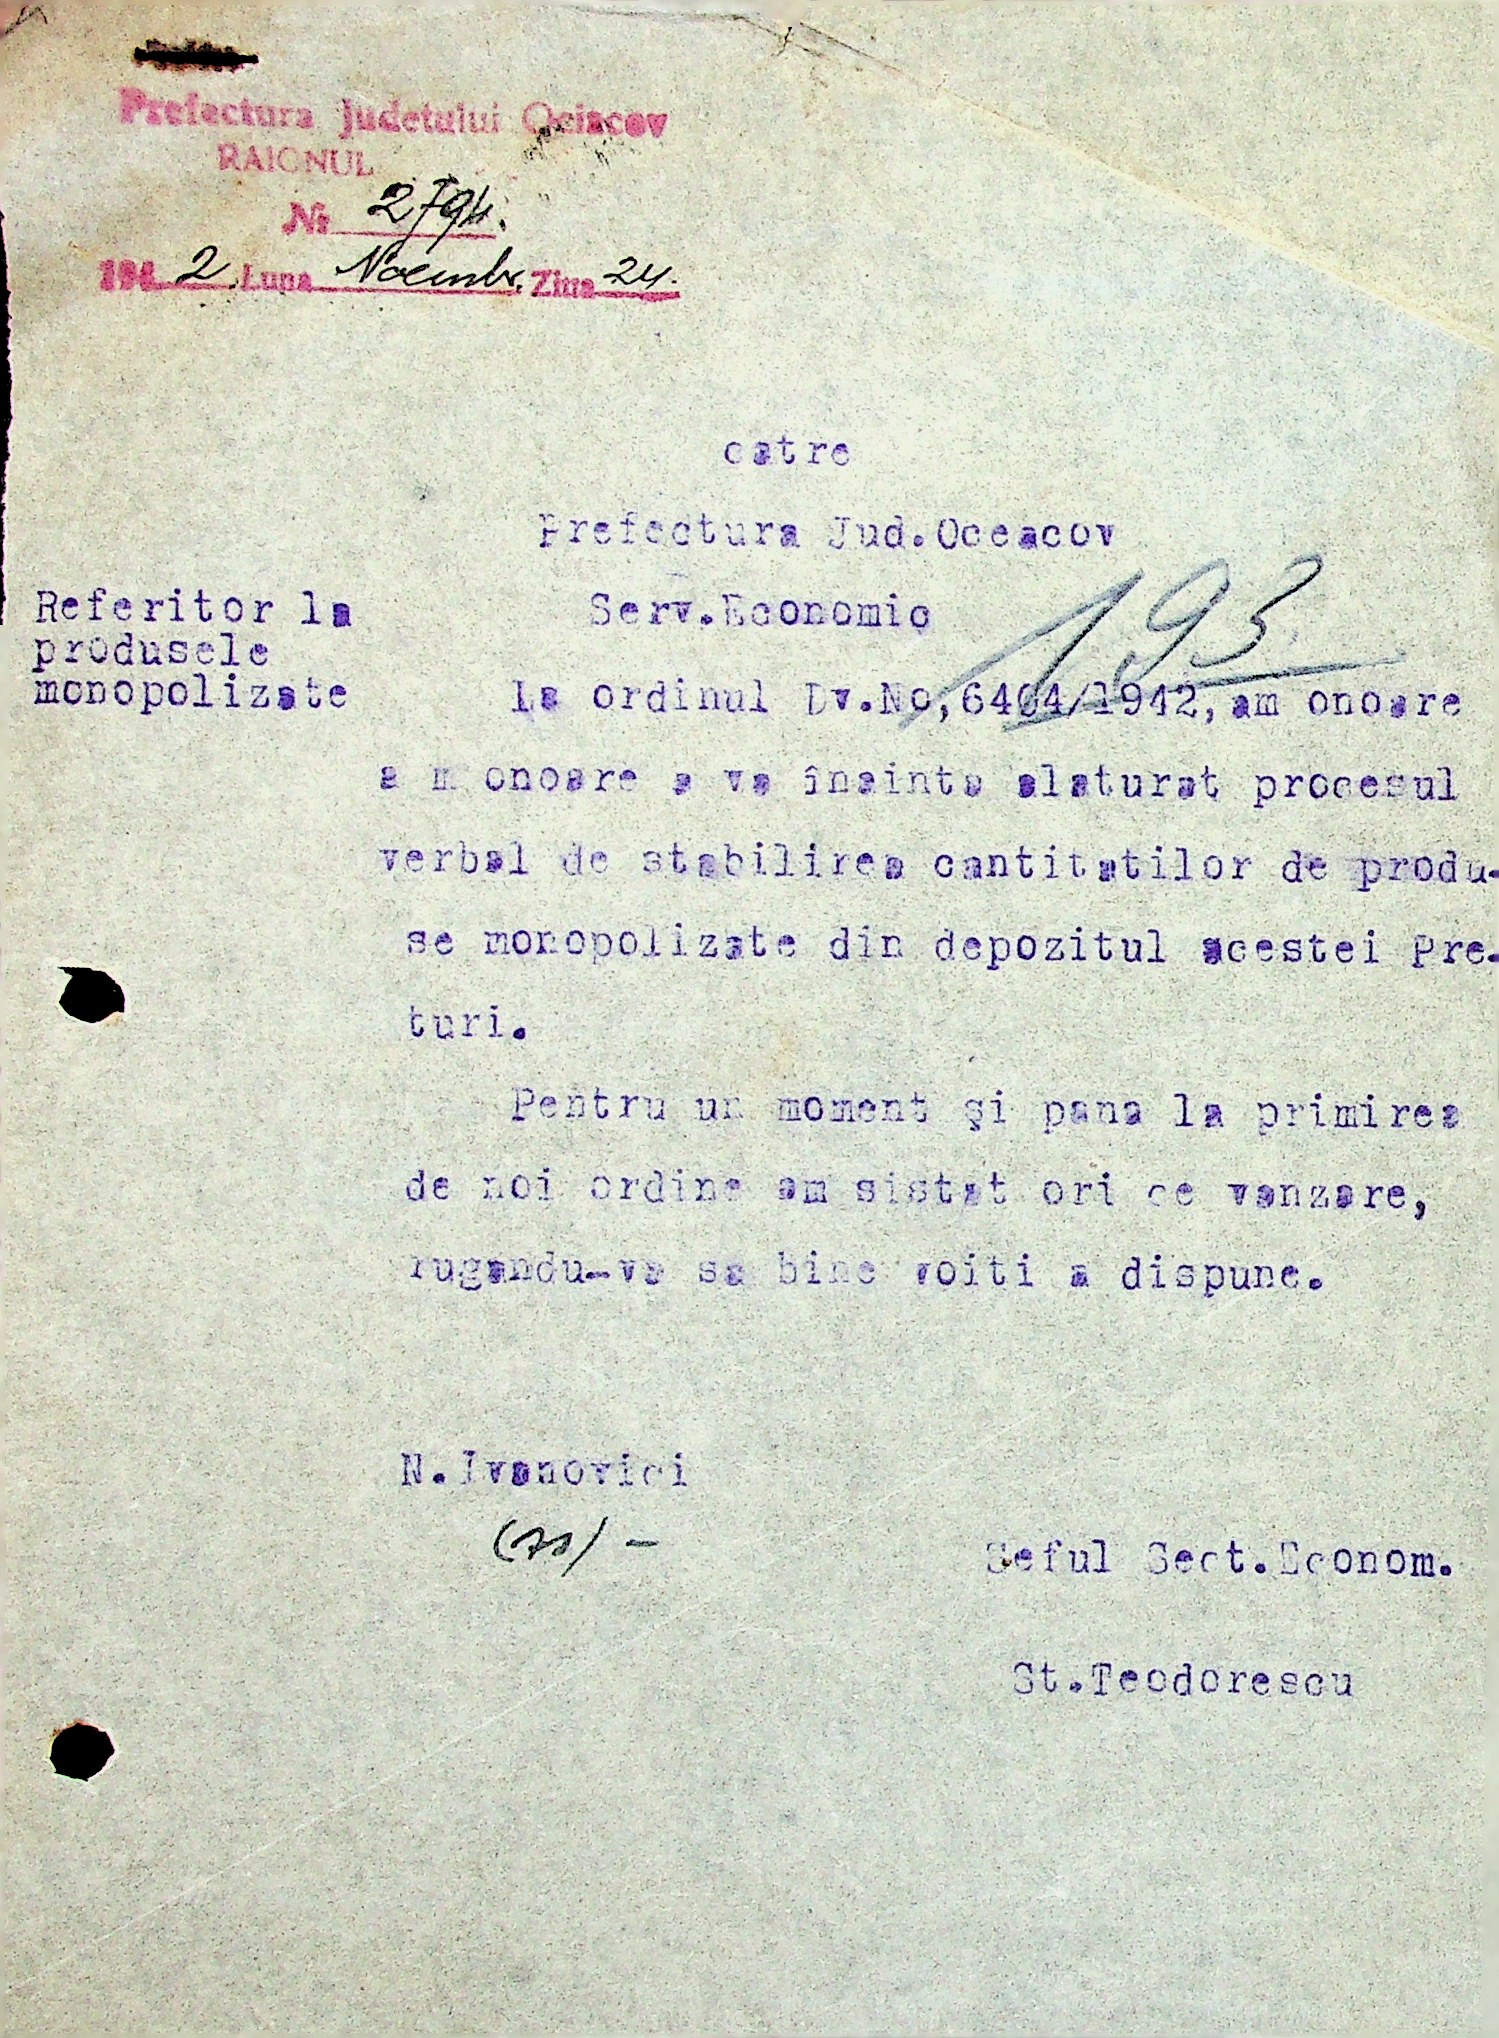 Prefectura Judetului Ociacov
RAIONUL
No 2794.
1942 Luna Noembr. Ziua 24.
catre
Prefectura Jud.Oceacov
Serv.Economic
193
Referitor la
produsele
monopolizate
La ordinul Dv.No,6404/1942,am onoare
a m onoare a va înainta alaturat procesul
verbal de stabilirea cantitatilor de produ-
se monopolizate din depozitul acestei Pre-
turi.
Pentru un moment şi pana la primirea
de noi ordine am sistat ori ce vanzare,
rugandu-va sa bine voiti a dispune.
N.Ivanovici
Seful Sect.Econom.
St.Teodorescu